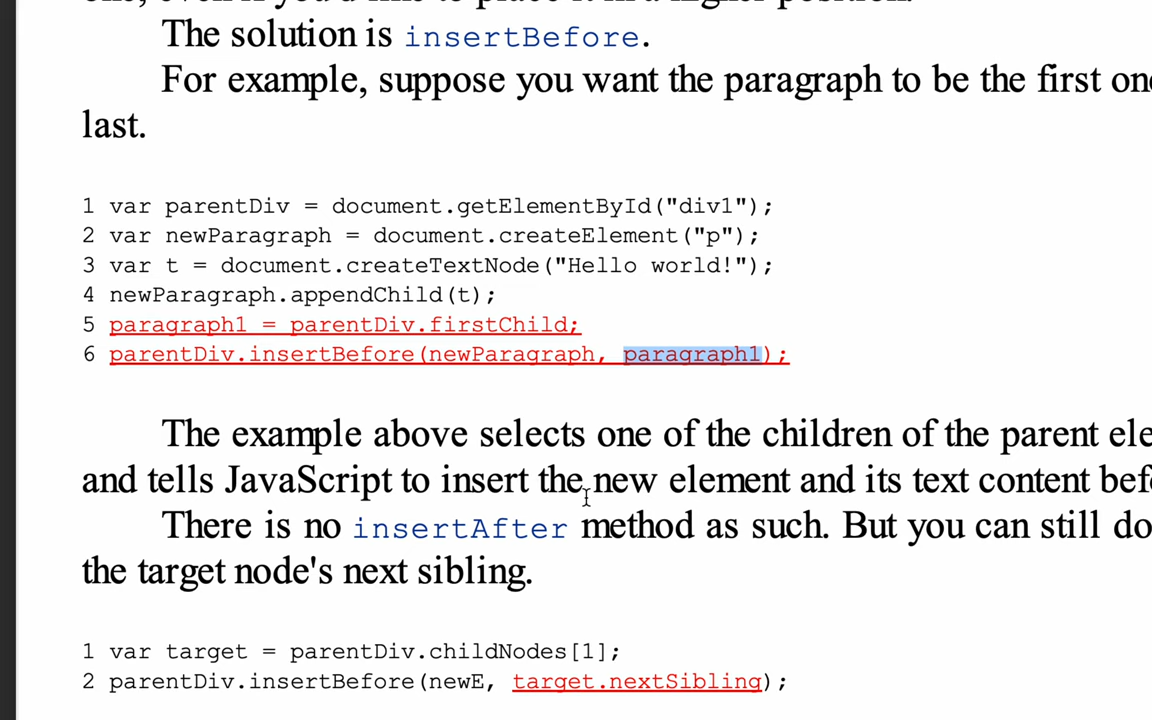 The solution is insertBefore.
For example, suppose you want the paragraph to be the first
last.
1 var parentDiv = document.getElementById("div1");
2 var newParagraph = document.createElement("p");
3 var t = document.createTextNode("Hello world!");
4 newParagraph.appendChild(t);
5 paragraph1 = parentDiv.firstChild;
6 parentDiv.insertBefore(newParagraph, paragraph1);
The example above selects one of the children of the parent
and tells JavaScript to insert the new element and its text content
There is no insertAfter method as such. But you can still do
the target node's next sibling.
1 var target = parentDiv.childNodes[1];
2 parentDiv.insertBefore(newE, target.nextSibling);